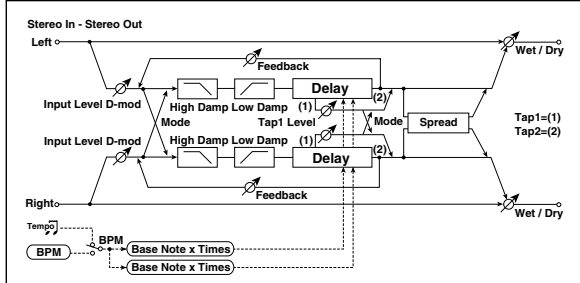 Stereo In - Stereo Out
Left
Wet / Dry
Feedback
Delay
Input Level D-mod
High Damp Low Damp
(1)
(2)
Mode
Tap1 Level
Mode
Spread
Tap1=(1)
Tap2=(2)
Input Level D-mod
High Damp Low Damp
(1)
(2)
Delay
Feedback
Right
Wet / Dry
Tempo
BPM
BPM
Base Note x Times
Base Note x Times